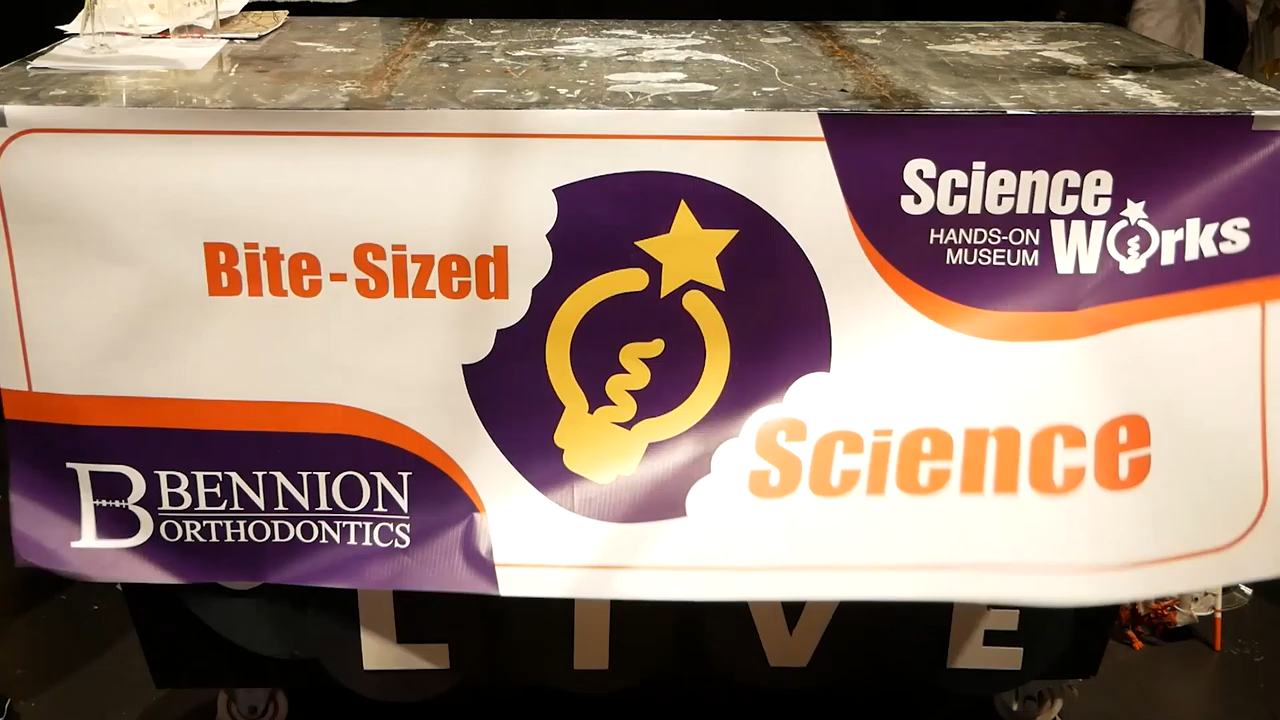 Science
HANDS-ON
MUSEUM
Works
Bite-Sized
Science
BENNION
ORTHODONTICS
LIVE